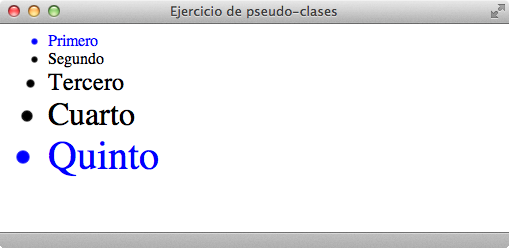 Ejercicio de pseudo-clases
Primero
Segundo
Tercero
Cuarto
Quinto